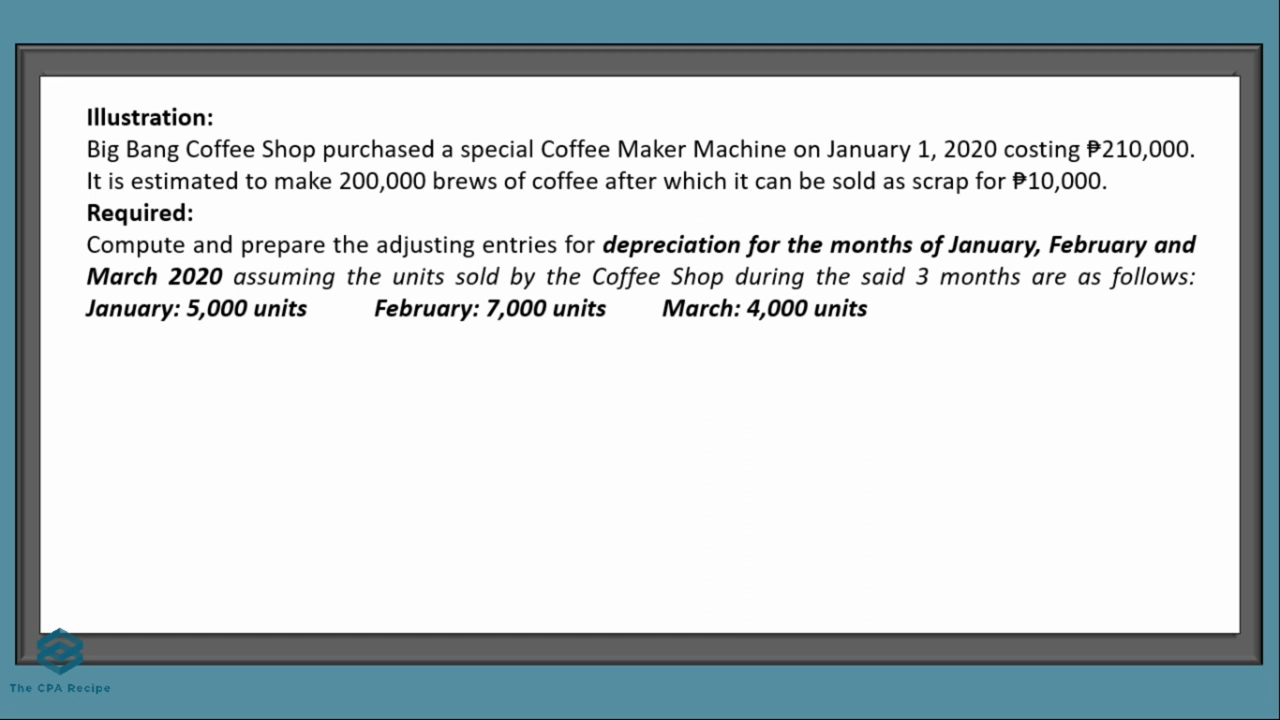 Illustration:
Big Bang Coffee Shop purchased a special Coffee Maker Machine on January 1, 2020 costing ₱210,000.
It is estimated to make 200,000 brews of coffee after which it can be sold as scrap for ₱10,000.
Required:
Compute and prepare the adjusting entries for depreciation for the months of January, February and
March 2020 assuming the units sold by the Coffee Shop during the said 3 months are as follows:
January: 5,000 units February: 7,000 units March: 4,000 units
The CPA Recipe